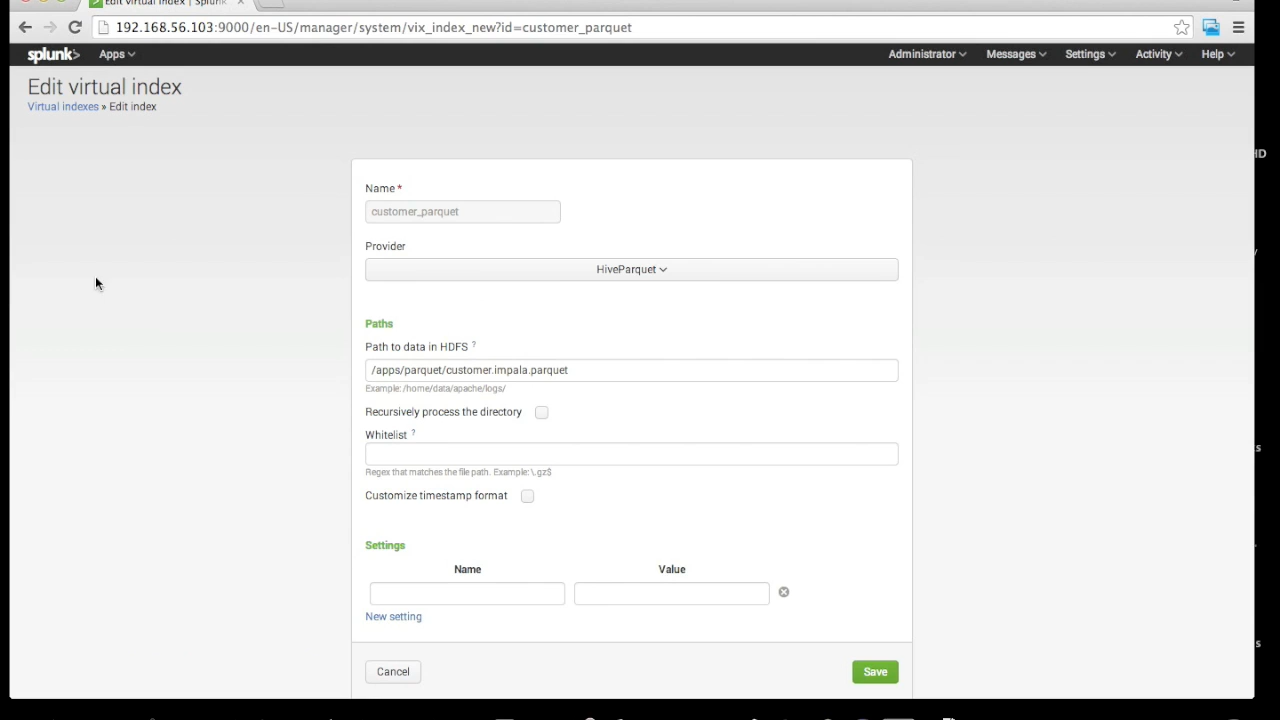 Edit virtual index | Splunk
192.168.56.103:9000/en-US/manager/system/vix_index_new?id=customer_parquet
splunk> Apps Administrator Messages Settings Activity Help
Edit virtual index
Virtual indexes » Edit index
Name *
customer_parquet
Provider
HiveParquet
Paths
Path to data in HDFS ?
/apps/parquet/customer.impala.parquet
Example: /home/data/apache/logs/
Recursively process the directory
Whitelist ?
Regex that matches the file path. Example: \.gz$
Customize timestamp format
Settings
Name Value
New setting
Cancel Save